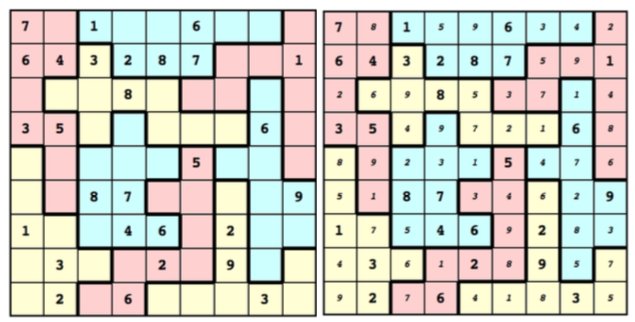 7 1 6
6 4 3 2 8 7 1
8
3 5 6
5
8 7 9
1 4 6 2
3 2 9
2 6 3
7 8 1 5 9 6 3 4 2
6 4 3 2 8 7 5 9 1
2 6 9 8 5 3 7 1 4
3 5 4 9 7 2 1 6 8
8 9 2 3 1 5 4 7 6
5 1 8 7 3 4 6 2 9
1 7 5 4 6 9 2 8 3
4 3 6 1 2 8 9 5 7
9 2 7 6 4 1 8 3 5